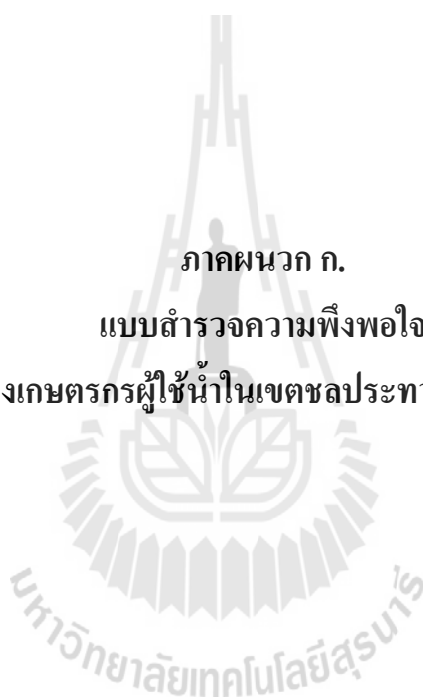 ภาคผนวก ก.
แบบสำรวจความพึงพอใจ
งเกษตรกรผู้ใช้น้ำในเขตชลประทา
มหาวิทยาลัยเทคโนโลยีสุรนารี